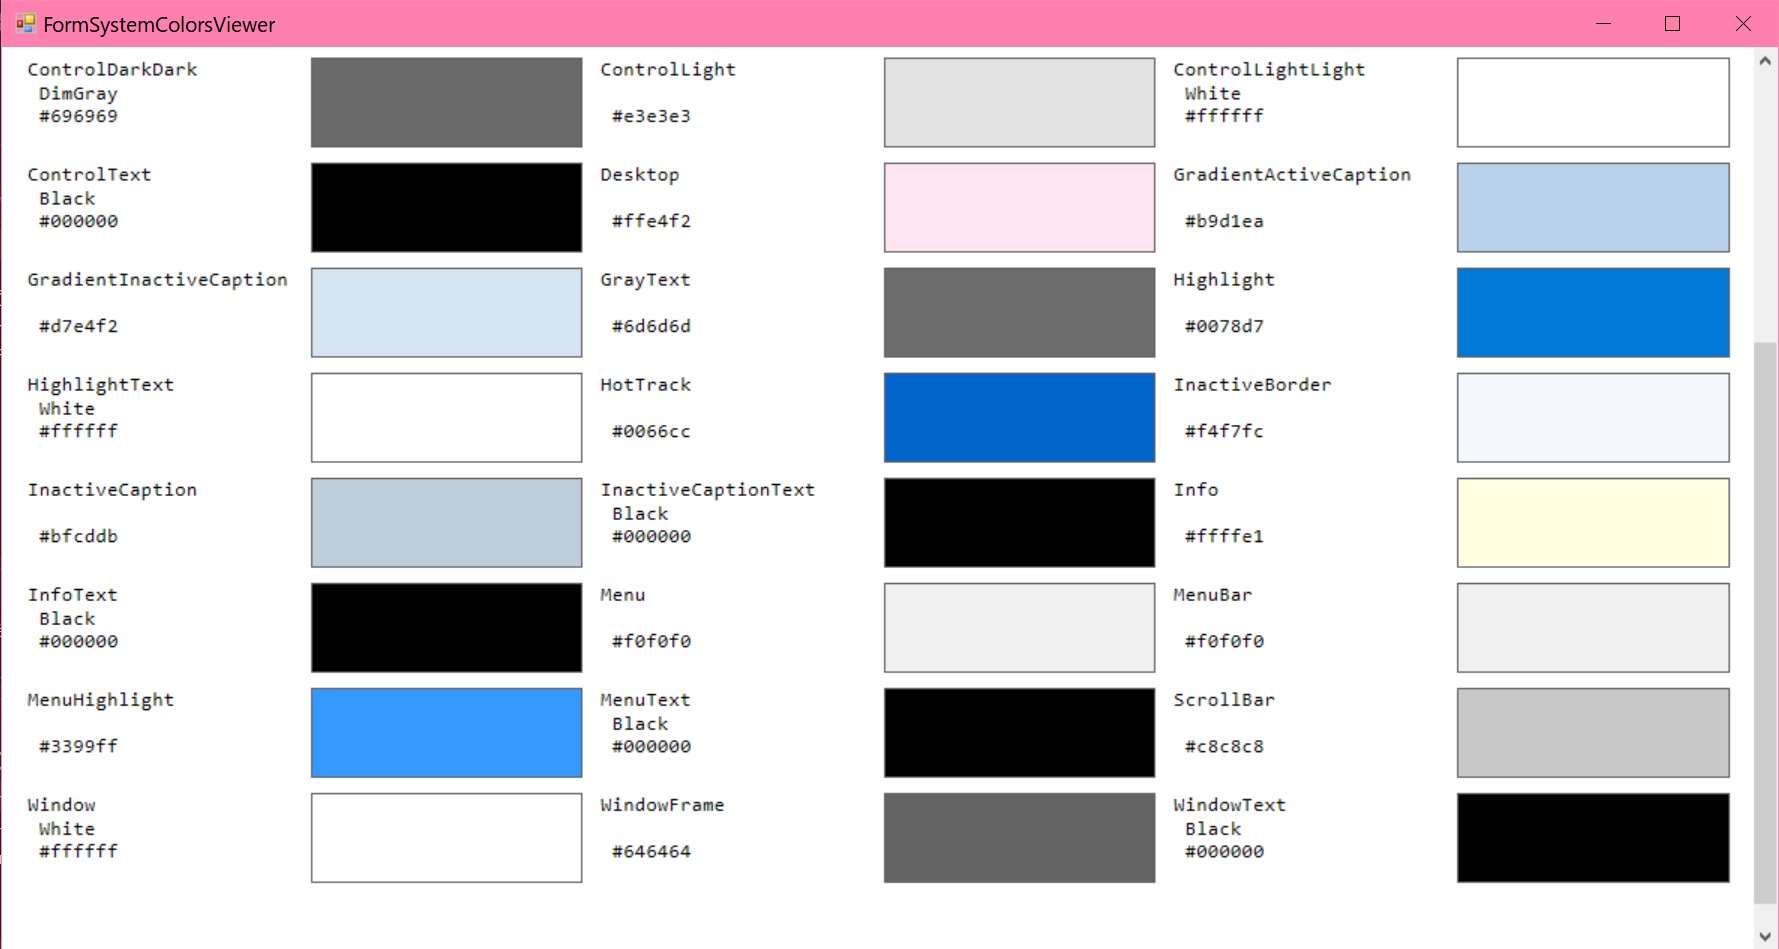 FormSystemColorsViewer
ControlDarkDark
DimGray
#696969
ControlLight
#e3e3e3
ControlLightLight
White
#ffffff
ControlText
Black
#000000
Desktop
#ffe4f2
GradientActiveCaption
#b9d1ea
GradientInactiveCaption
#d7e4f2
GrayText
#6d6d6d
Highlight
#0078d7
HighlightText
White
#ffffff
HotTrack
#0066cc
InactiveBorder
#f4f7fc
InactiveCaption
#bfcddb
InactiveCaptionText
Black
#000000
Info
#ffffe1
InfoText
Black
#000000
Menu
#f0f0f0
MenuBar
#f0f0f0
MenuHighlight
#3399ff
MenuText
Black
#000000
ScrollBar
#c8c8c8
Window
White
#ffffff
WindowFrame
#646464
WindowText
Black
#000000